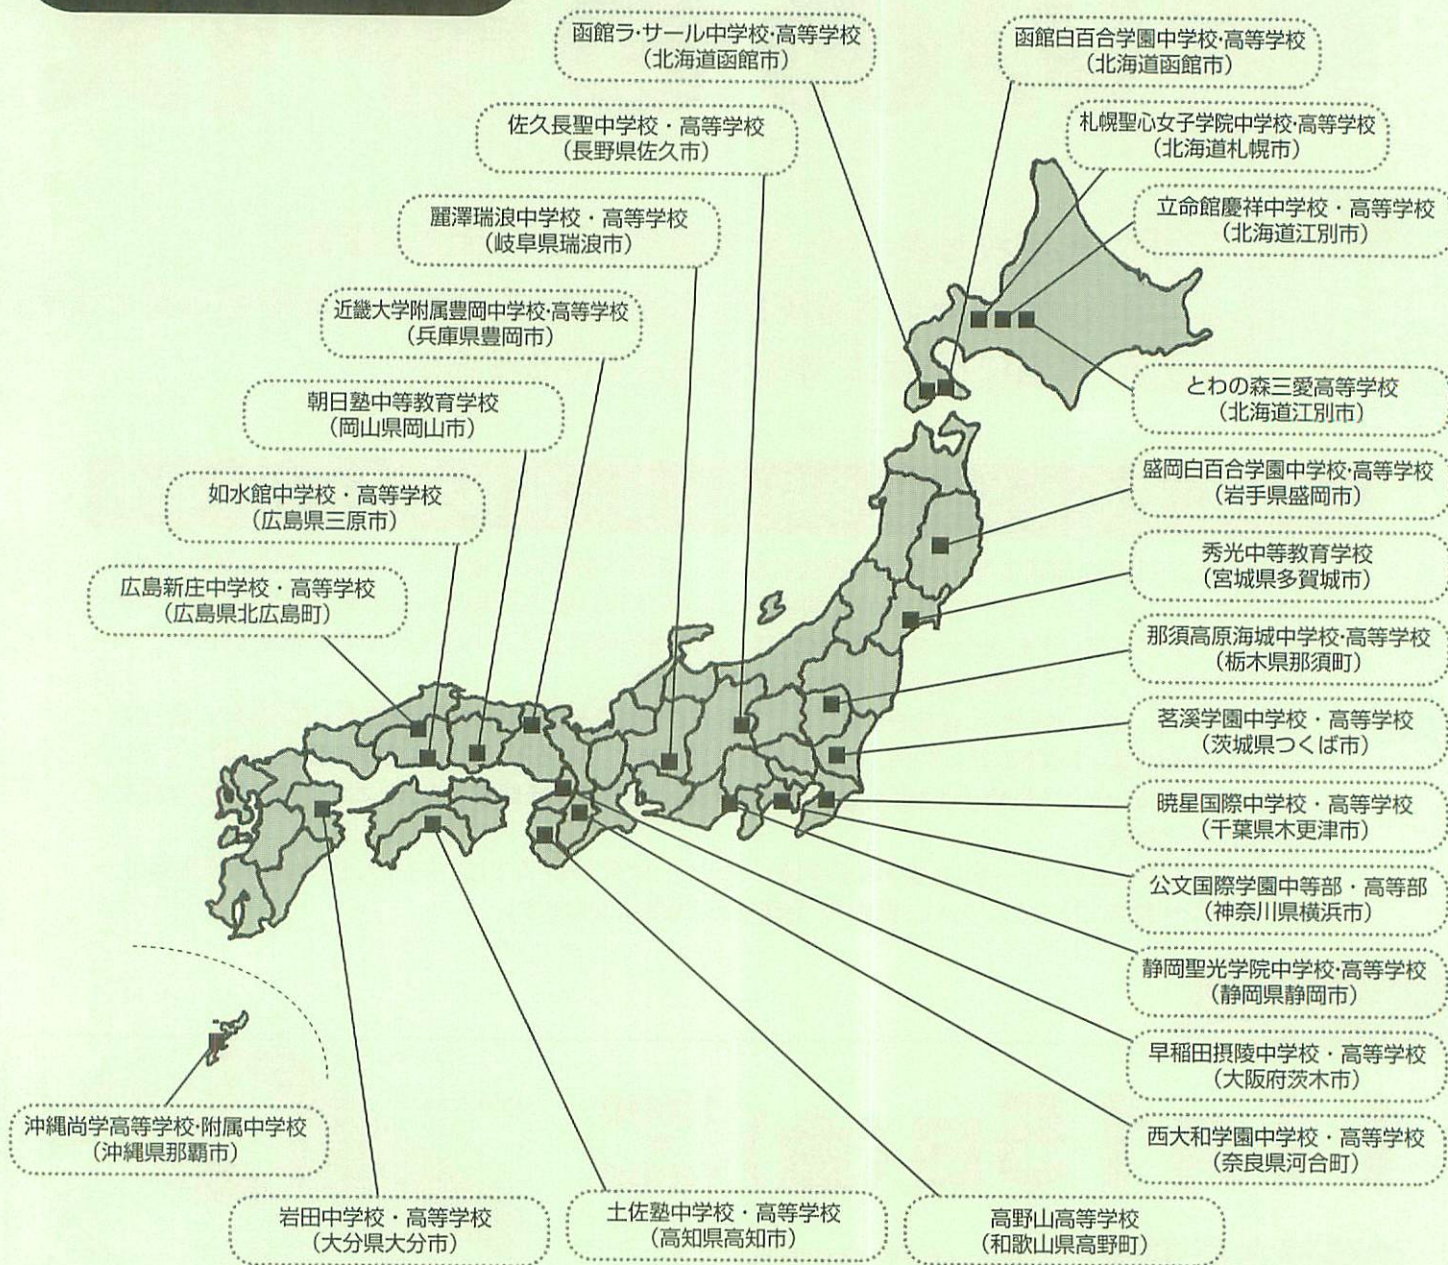 函館ラ・サール中学校・高等学校
（北海道函館市）
函館白百合学園中学校・高等学校
（北海道函館市）
佐久長聖中学校・高等学校
（長野県佐久市）
札幌聖心女子学院中学校・高等学校
（北海道札幌市）
麗澤瑞浪中学校・高等学校
（岐阜県瑞浪市）
立命館慶祥中学校・高等学校
（北海道江別市）
近畿大学附属豊岡中学校・高等学校
（兵庫県豊岡市）
とわの森三愛高等学校
（北海道江別市）
朝日塾中等教育学校
（岡山県岡山市）
盛岡白百合学園中学校・高等学校
（岩手県盛岡市）
如水館中学校・高等学校
（広島県三原市）
秀光中等教育学校
（宮城県多賀城市）
広島新庄中学校・高等学校
（広島県北広島町）
那須高原海城中学校・高等学校
（栃木県那須町）
茗溪学園中学校・高等学校
（茨城県つくば市）
暁星国際中学校・高等学校
（千葉県木更津市）
公文国際学園中等部・高等部
（神奈川県横浜市）
静岡聖光学院中学校・高等学校
（静岡県静岡市）
早稲田摂陵中学校・高等学校
（大阪府茨木市）
沖縄尚学高等学校・附属中学校
（沖縄県那覇市）
西大和学園中学校・高等学校
（奈良県河合町）
岩田中学校・高等学校
（大分県大分市）
土佐塾中学校・高等学校
（高知県高知市）
高野山高等学校
（和歌山県高野町）